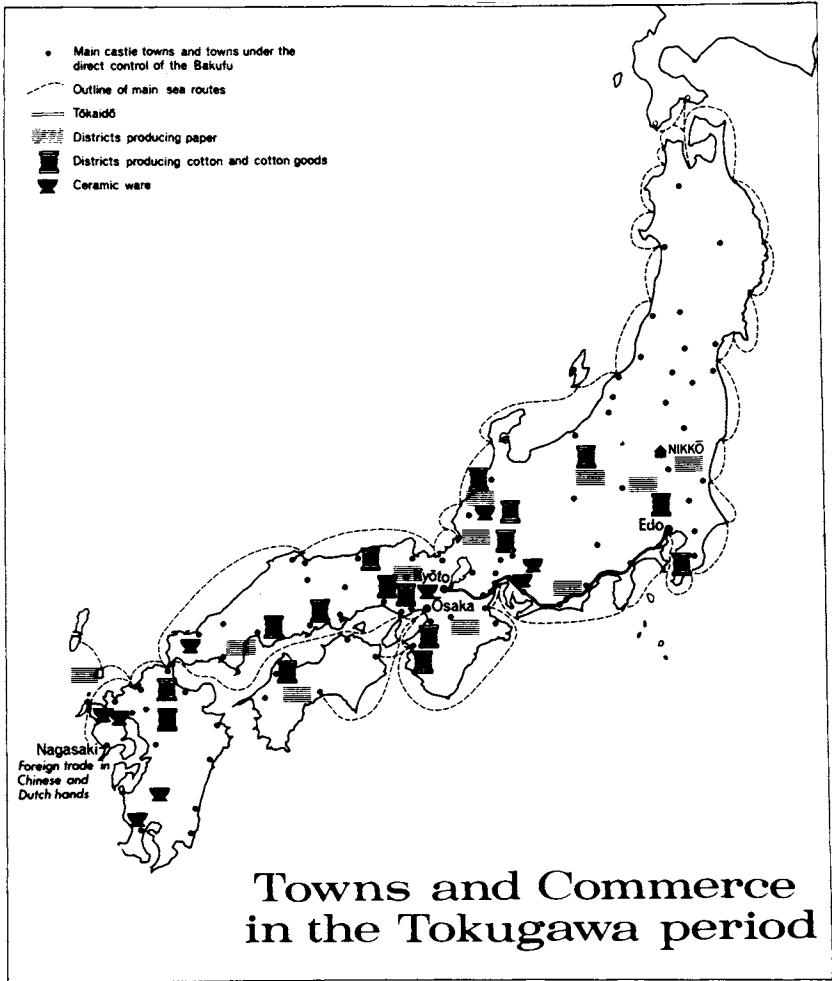 Main castle towns and towns under the
direct control of the Bakufu
Outline of main sea routes
Tōkaidō
Districts producing paper
Districts producing cotton and cotton goods
Ceramic ware
NIKKŌ
Edo
Kyōto
Ōsaka
Nagasaki
Foreign trade in
Chinese and
Dutch hands
Towns and Commerce
in the Tokugawa period